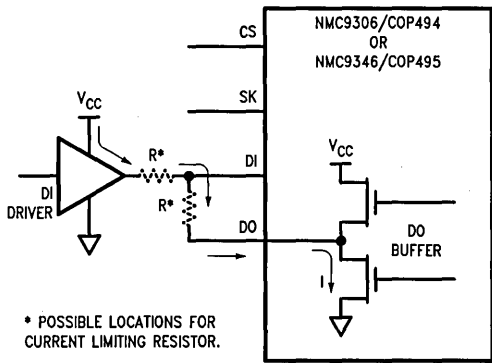 NMC9306/COP494
OR
NMC9346/COP495
CS
SK
DI
DO
VCC
DI
DRIVER
R*
R*
VCC
DO
BUFFER
I
* POSSIBLE LOCATIONS FOR
CURRENT LIMITING RESISTOR.